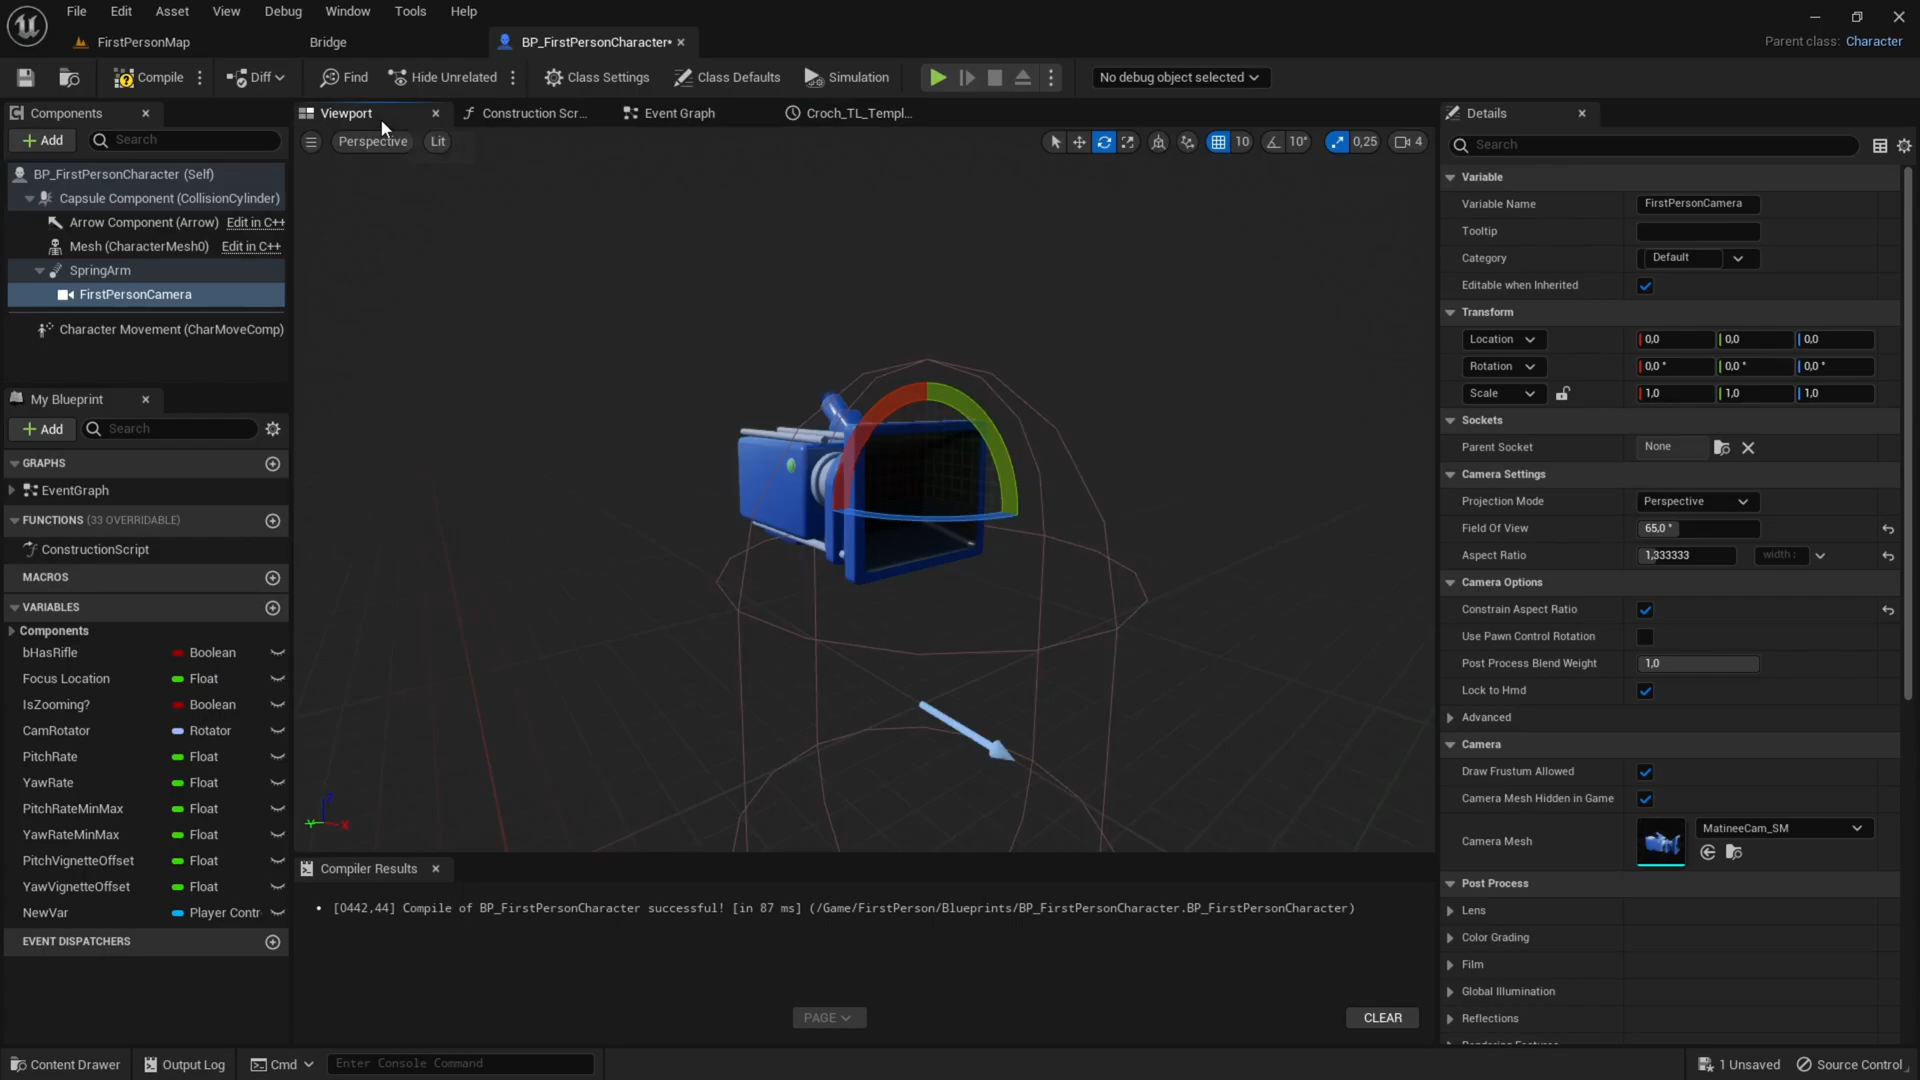 File Edit Asset View Debug Window Tools Help
FirstPersonMap Bridge BP_FirstPersonCharacter* Parent class: Character
Compile Diff Find Hide Unrelated Class Settings Class Defaults Simulation No debug object selected
Components Viewport Construction Scr... Event Graph Croch_TL_Templ... Details
Add Search Perspective Lit 10 10° 0,25 4 Search
BP_FirstPersonCharacter (Self)
Capsule Component (CollisionCylinder)
Arrow Component (Arrow) Edit in C++
Mesh (CharacterMesh0) Edit in C++
SpringArm
FirstPersonCamera
Character Movement (CharMoveComp)
My Blueprint
Add Search
GRAPHS
EventGraph
FUNCTIONS (33 OVERRIDABLE)
ConstructionScript
MACROS
VARIABLES
Components
bHasRifle Boolean
Focus Location Float
IsZooming? Boolean
CamRotator Rotator
PitchRate Float
YawRate Float
PitchRateMinMax Float
YawRateMinMax Float
PitchVignetteOffset Float
YawVignetteOffset Float
NewVar Player Contr
EVENT DISPATCHERS
Z
Y X
Compiler Results
[0442,44] Compile of BP_FirstPersonCharacter successful! [in 87 ms] (/Game/FirstPerson/Blueprints/BP_FirstPersonCharacter.BP_FirstPersonCharacter)
PAGE CLEAR
Variable
Variable Name FirstPersonCamera
Tooltip
Category Default
Editable when Inherited
Transform
Location 0,0 0,0 0,0
Rotation 0,0 ° 0,0 ° 0,0 °
Scale 1,0 1,0 1,0
Sockets
Parent Socket None
Camera Settings
Projection Mode Perspective
Field Of View 65,0 °
Aspect Ratio 1,333333 width :
Camera Options
Constrain Aspect Ratio
Use Pawn Control Rotation
Post Process Blend Weight 1,0
Lock to Hmd
Advanced
Camera
Draw Frustum Allowed
Camera Mesh Hidden in Game
Camera Mesh MatineeCam_SM
Post Process
Lens
Color Grading
Film
Global Illumination
Reflections
Content Drawer Output Log Cmd Enter Console Command 1 Unsaved Source Control